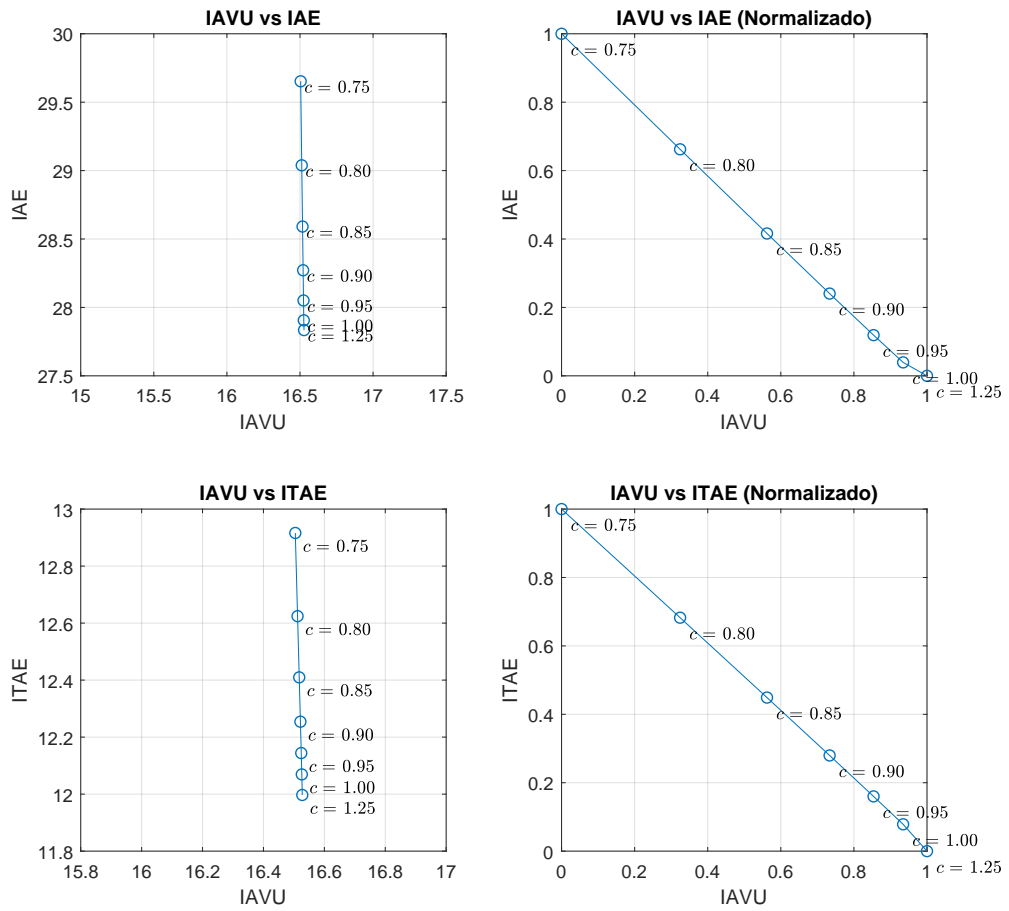 IAVU vs IAE
30
29.5
29
28.5
28
27.5
IAE
c = 0.75
c = 0.80
c = 0.85
c = 0.90
c = 0.95
c = 1.00
c = 1.25
15
15.5
16
16.5
17
17.5
IAVU
IAVU vs IAE (Normalizado)
1
0.8
0.6
0.4
0.2
0
IAE
c = 0.75
c = 0.80
c = 0.85
c = 0.90
c = 0.95
c = 1.00
c = 1.25
0
0.2
0.4
0.6
0.8
1
IAVU
IAVU vs ITAE
13
12.8
12.6
12.4
12.2
12
11.8
ITAE
c = 0.75
c = 0.80
c = 0.85
c = 0.90
c = 0.95
c = 1.00
c = 1.25
15.8
16
16.2
16.4
16.6
16.8
17
IAVU
IAVU vs ITAE (Normalizado)
1
0.8
0.6
0.4
0.2
0
ITAE
c = 0.75
c = 0.80
c = 0.85
c = 0.90
c = 0.95
c = 1.00
c = 1.25
0
0.2
0.4
0.6
0.8
1
IAVU